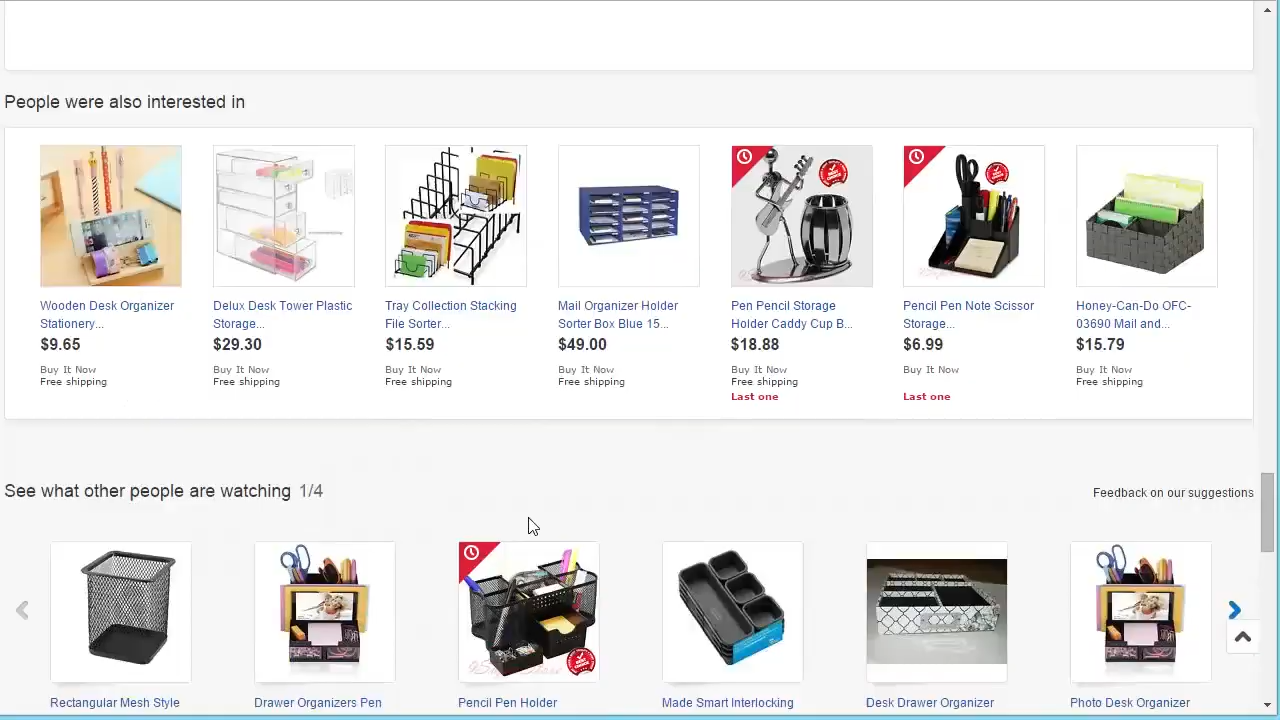 People were also interested in
Wooden Desk Organizer
Stationery...
$9.65
Buy It Now
Free shipping
Delux Desk Tower Plastic
Storage...
$29.30
Buy It Now
Free shipping
Tray Collection Stacking
File Sorter...
$15.59
Buy It Now
Free shipping
Mail Organizer Holder
Sorter Box Blue 15...
$49.00
Buy It Now
Free shipping
Pen Pencil Storage
Holder Caddy Cup B...
$18.88
Buy It Now
Free shipping
Last one
Pencil Pen Note Scissor
Storage...
$6.99
Buy It Now
Last one
Honey-Can-Do OFC-
03690 Mail and...
$15.79
Buy It Now
Free shipping
See what other people are watching 1/4
Feedback on our suggestions
Rectangular Mesh Style
Drawer Organizers Pen
Pencil Pen Holder
Made Smart Interlocking
Desk Drawer Organizer
Photo Desk Organizer